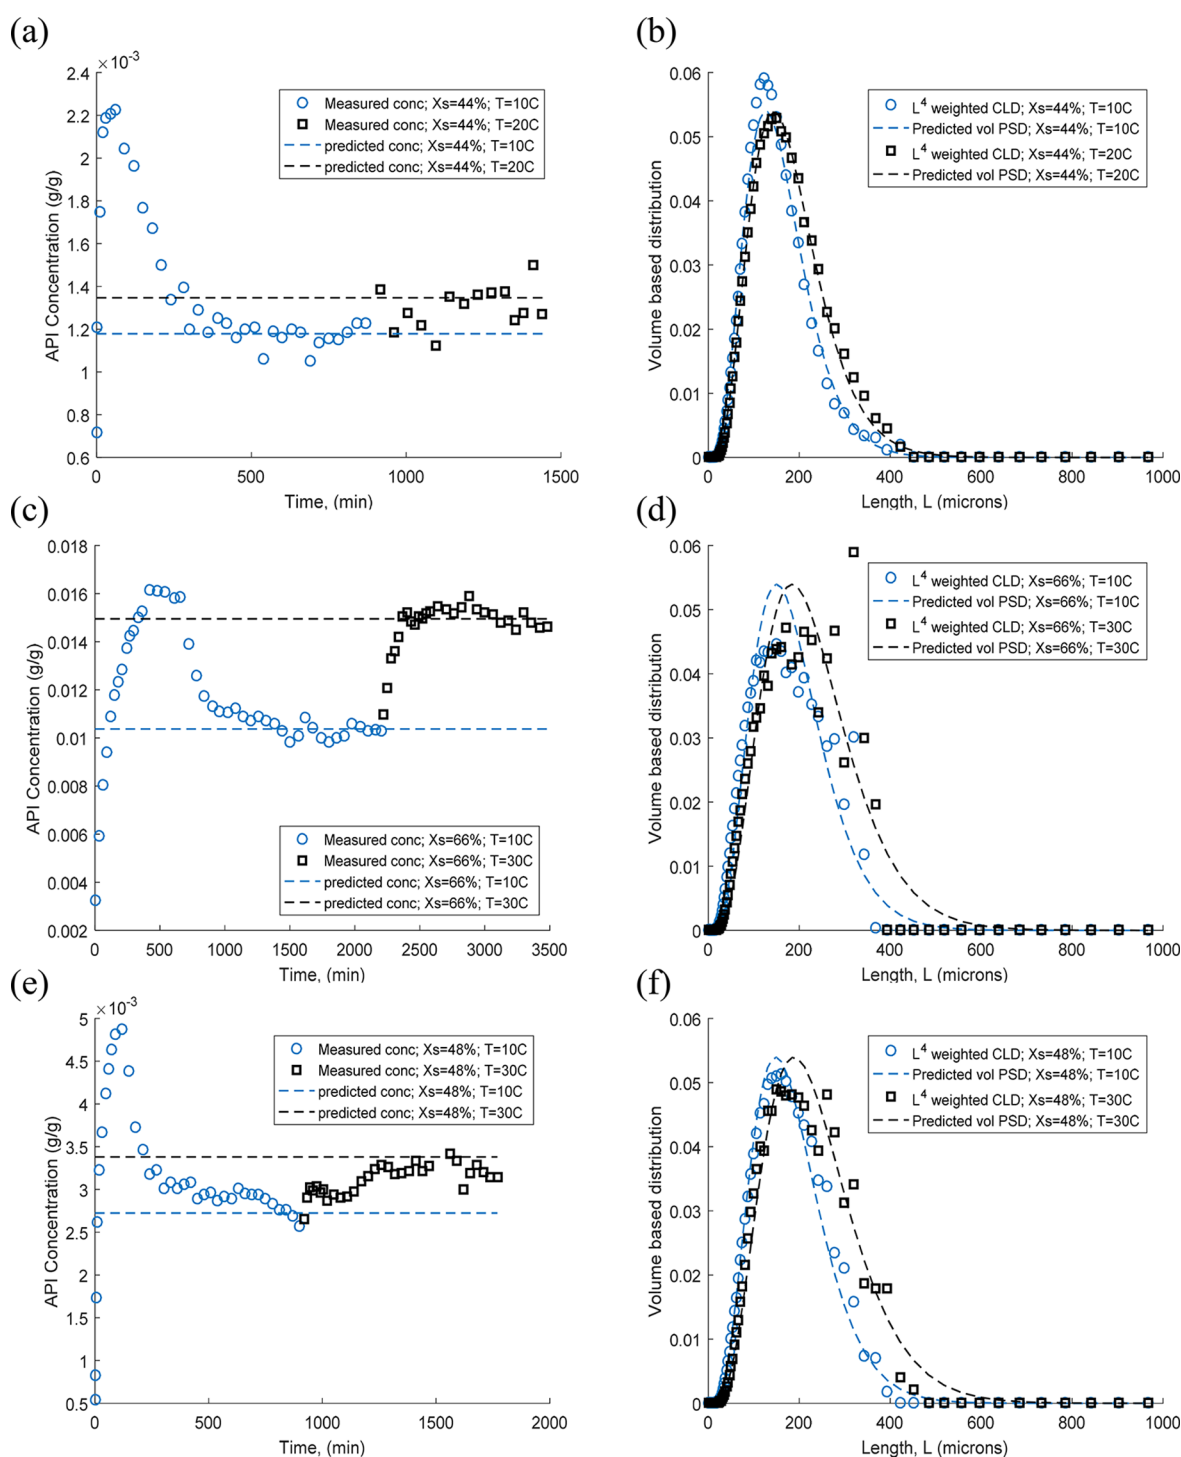 (a)
×10⁻³
2.4
2.2
2
1.8
1.6
1.4
1.2
1
0.8
0.6
API Concentration (g/g)
Measured conc; Xs=44%; T=10C
Measured conc; Xs=44%; T=20C
predicted conc; Xs=44%; T=10C
predicted conc; Xs=44%; T=20C
0 500 1000 1500
Time, (min)
(b)
0.06
0.05
0.04
0.03
0.02
0.01
0
Volume based distribution
L⁴ weighted CLD; Xs=44%; T=10C
Predicted vol PSD; Xs=44%; T=10C
L⁴ weighted CLD; Xs=44%; T=20C
Predicted vol PSD; Xs=44%; T=20C
0 200 400 600 800 1000
Length, L (microns)
(c)
0.018
0.016
0.014
0.012
0.01
0.008
0.006
0.004
0.002
API Concentration (g/g)
Measured conc; Xs=66%; T=10C
Measured conc; Xs=66%; T=30C
predicted conc; Xs=66%; T=10C
predicted conc; Xs=66%; T=30C
0 500 1000 1500 2000 2500 3000 3500
Time, (min)
(d)
0.06
0.05
0.04
0.03
0.02
0.01
0
Volume based distribution
L⁴ weighted CLD; Xs=66%; T=10C
Predicted vol PSD; Xs=66%; T=10C
L⁴ weighted CLD; Xs=66%; T=30C
Predicted vol PSD; Xs=66%; T=30C
0 200 400 600 800 1000
Length, L (microns)
(e)
×10⁻³
5
4.5
4
3.5
3
2.5
2
1.5
1
0.5
API Concentration (g/g)
Measured conc; Xs=48%; T=10C
Measured conc; Xs=48%; T=30C
predicted conc; Xs=48%; T=10C
predicted conc; Xs=48%; T=30C
0 500 1000 1500 2000
Time, (min)
(f)
0.06
0.05
0.04
0.03
0.02
0.01
0
Volume based distribution
L⁴ weighted CLD; Xs=48%; T=10C
Predicted vol PSD; Xs=48%; T=10C
L⁴ weighted CLD; Xs=48%; T=30C
Predicted vol PSD; Xs=48%; T=30C
0 200 400 600 800 1000
Length, L (microns)